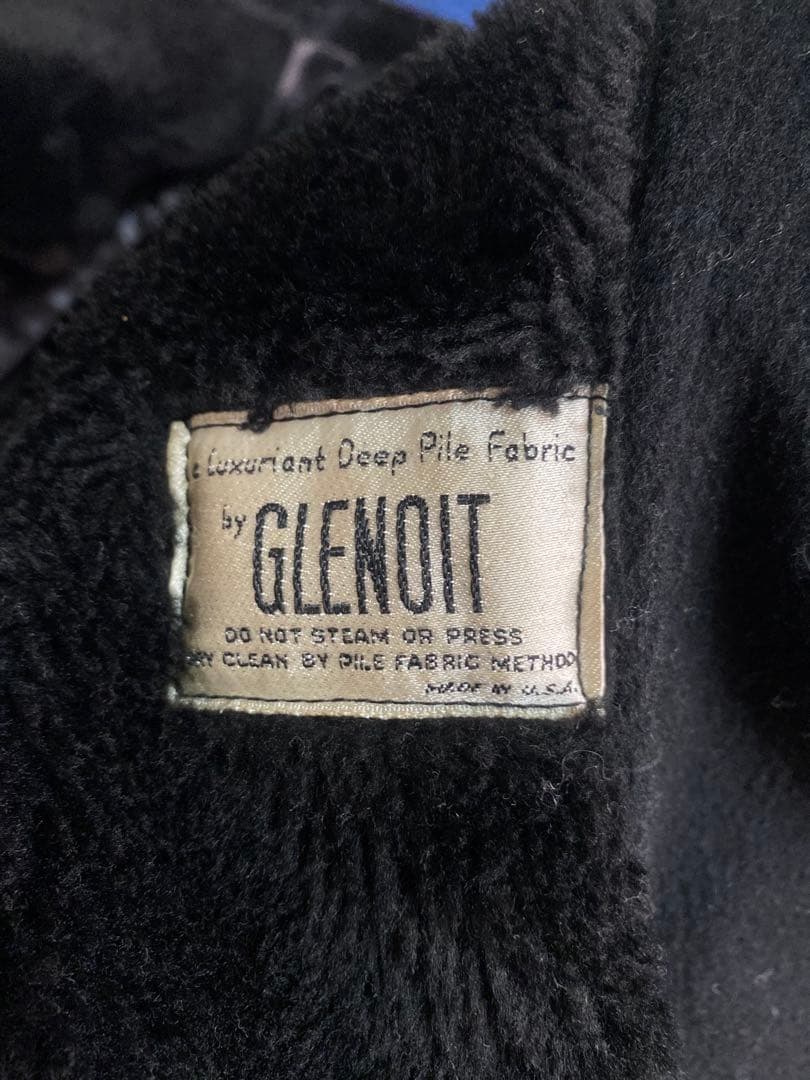 Luxuriant Deep Pile Fabric
by GLENOIT
DO NOT STEAM OR PRESS
CLEAN BY PILE FABRIC METHOD
MADE IN U.S.A.